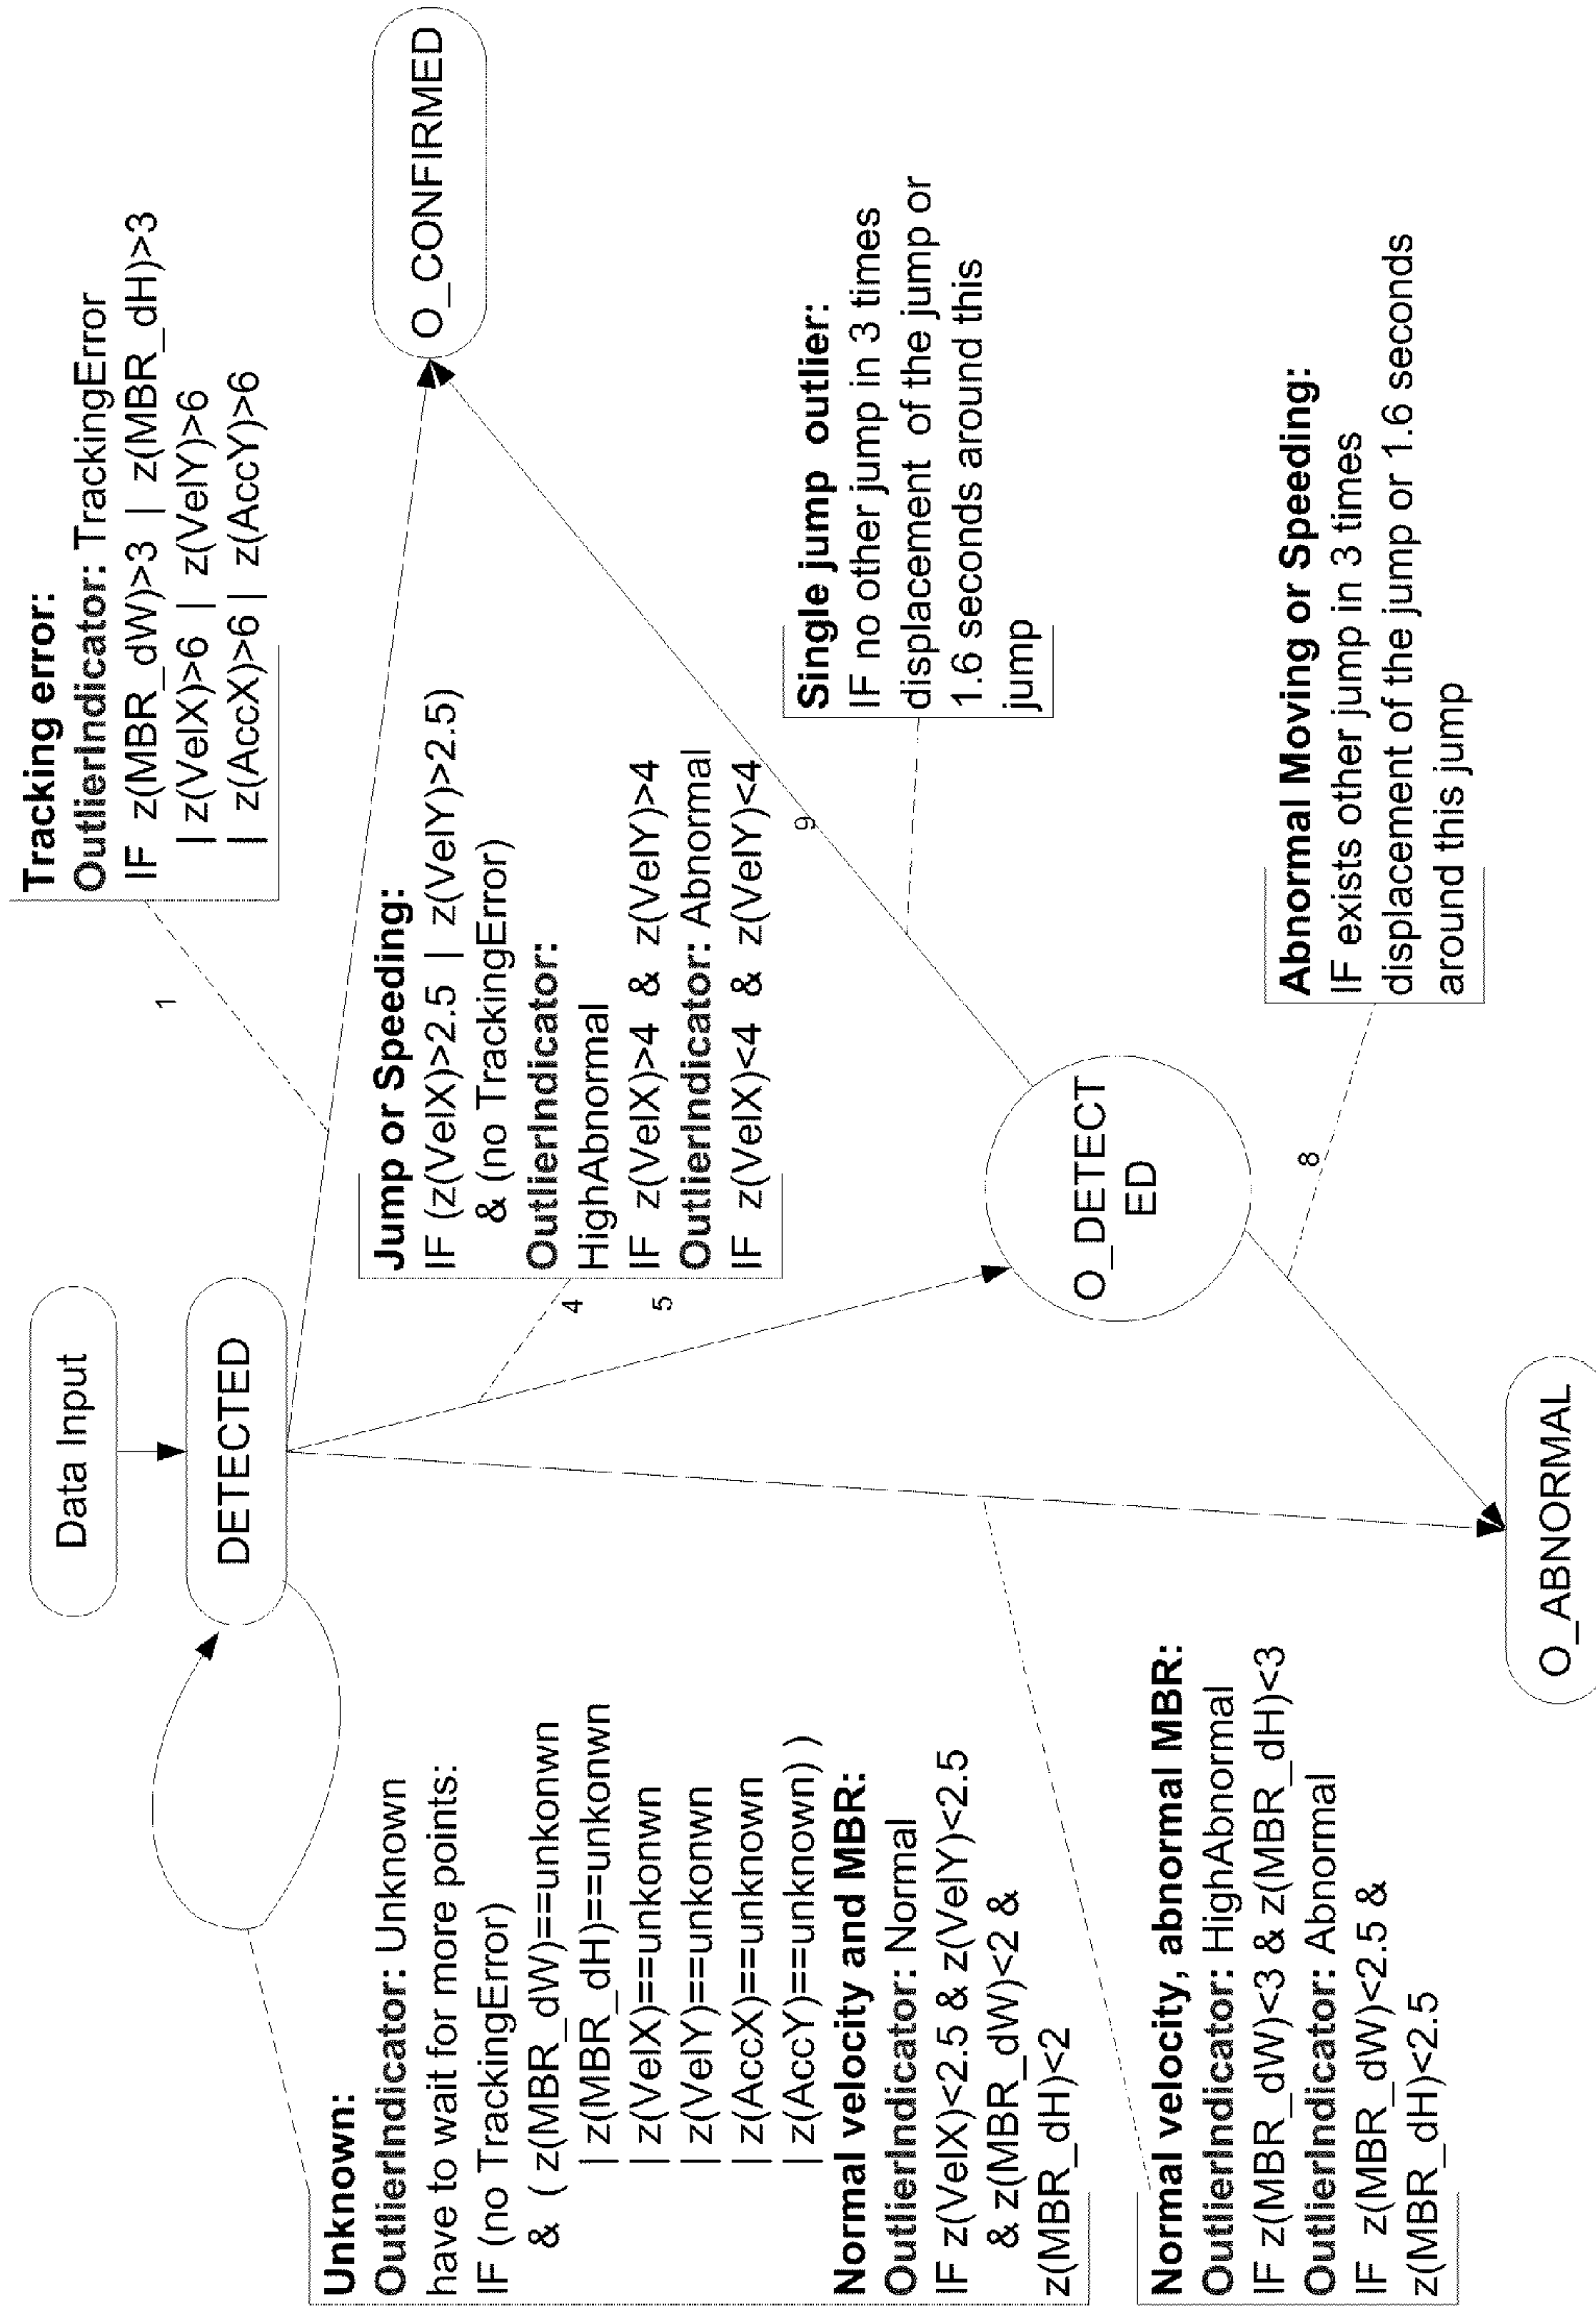 Data Input
DETECTED
Tracking error:
OutlierIndicator: TrackingError
IF z(MBR_dW)>3 | z(MBR_dH)>3
| z(VelX)>6 | z(VelY)>6
| z(AccX)>6 | z(AccY)>6
1
O_CONFIRMED
Unknown:
OutlierIndicator: Unknown
have to wait for more points:
IF (no TrackingError)
& ( z(MBR_dW)==unkonwn
| z(MBR_dH)==unkonwn
| z(VelX)==unkonwn
| z(VelY)==unkonwn
| z(AccX)==unknown
| z(AccY)==unknown) )
Normal velocity and MBR:
OutlierIndicator: Normal
IF z(VelX)<2.5 & z(VelY)<2.5
& z(MBR_dW)<2 &
z(MBR_dH)<2
Jump or Speeding:
IF (z(VelX)>2.5 | z(VelY)>2.5)
& (no TrackingError)
OutlierIndicator:
HighAbnormal
IF z(VelX)>4 & z(VelY)>4
OutlierIndicator: Abnormal
IF z(VelX)<4 & z(VelY)<4
4
5
Single jump outlier:
IF no other jump in 3 times
displacement of the jump or
1.6 seconds around this
jump
9
O_DETECT
ED
8
Normal velocity, abnormal MBR:
OutlierIndicator: HighAbnormal
IF z(MBR_dW)<3 & z(MBR_dH)<3
OutlierIndicator: Abnormal
IF z(MBR_dW)<2.5 &
z(MBR_dH)<2.5
Abnormal Moving or Speeding:
IF exists other jump in 3 times
displacement of the jump or 1.6 seconds
around this jump
O_ABNORMAL